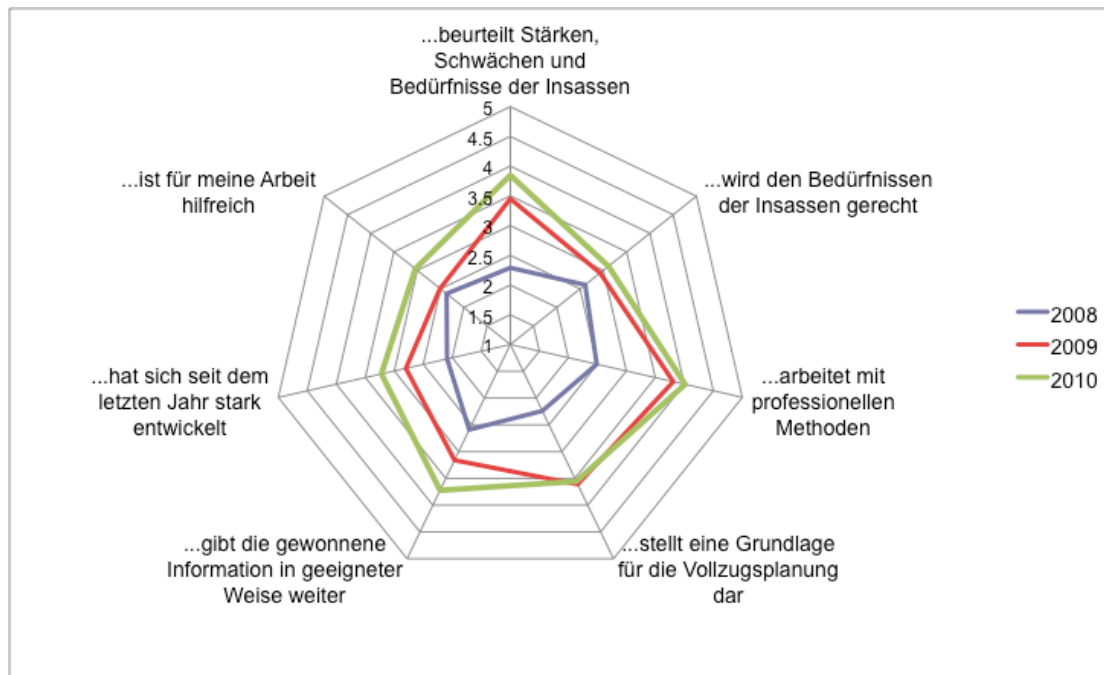 ...beurteilt Stärken,
Schwächen und
Bedürfnisse der Insassen
5
4.5
4
3.5
3
2.5
2
1.5
1
...wird den Bedürfnissen
der Insassen gerecht
...arbeitet mit
professionellen
Methoden
...stellt eine Grundlage
für die Vollzugsplanung
dar
...gibt die gewonnene
Information in geeigneter
Weise weiter
...hat sich seit dem
letzten Jahr stark
entwickelt
...ist für meine Arbeit
hilfreich
2008
2009
2010